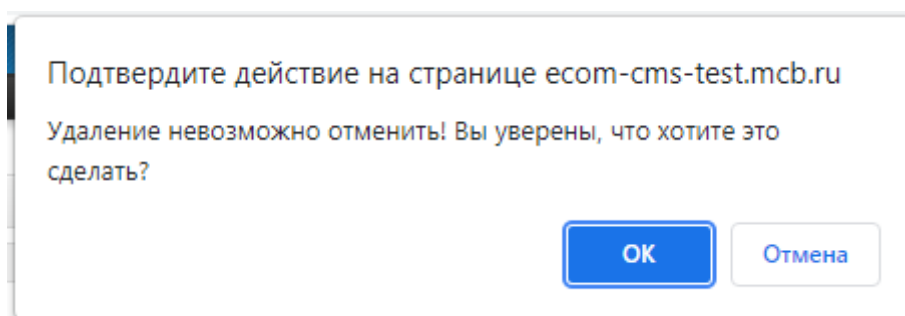 Подтвердите действие на странице ecom-cms-test.mcb.ru
Удаление невозможно отменить! Вы уверены, что хотите это
сделать?
ОК
Отмена